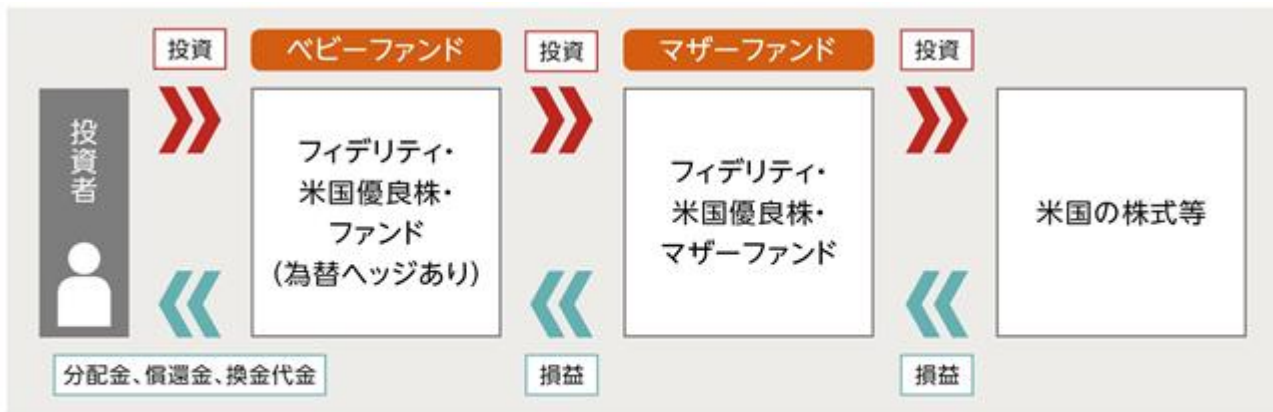 投資
ベビーファンド
投資
マザーファンド
投資
投資者
フィデリティ・
米国優良株・
ファンド
(為替ヘッジあり)
フィデリティ・
米国優良株・
マザーファンド
米国の株式等
分配金、償還金、換金代金
損益
損益